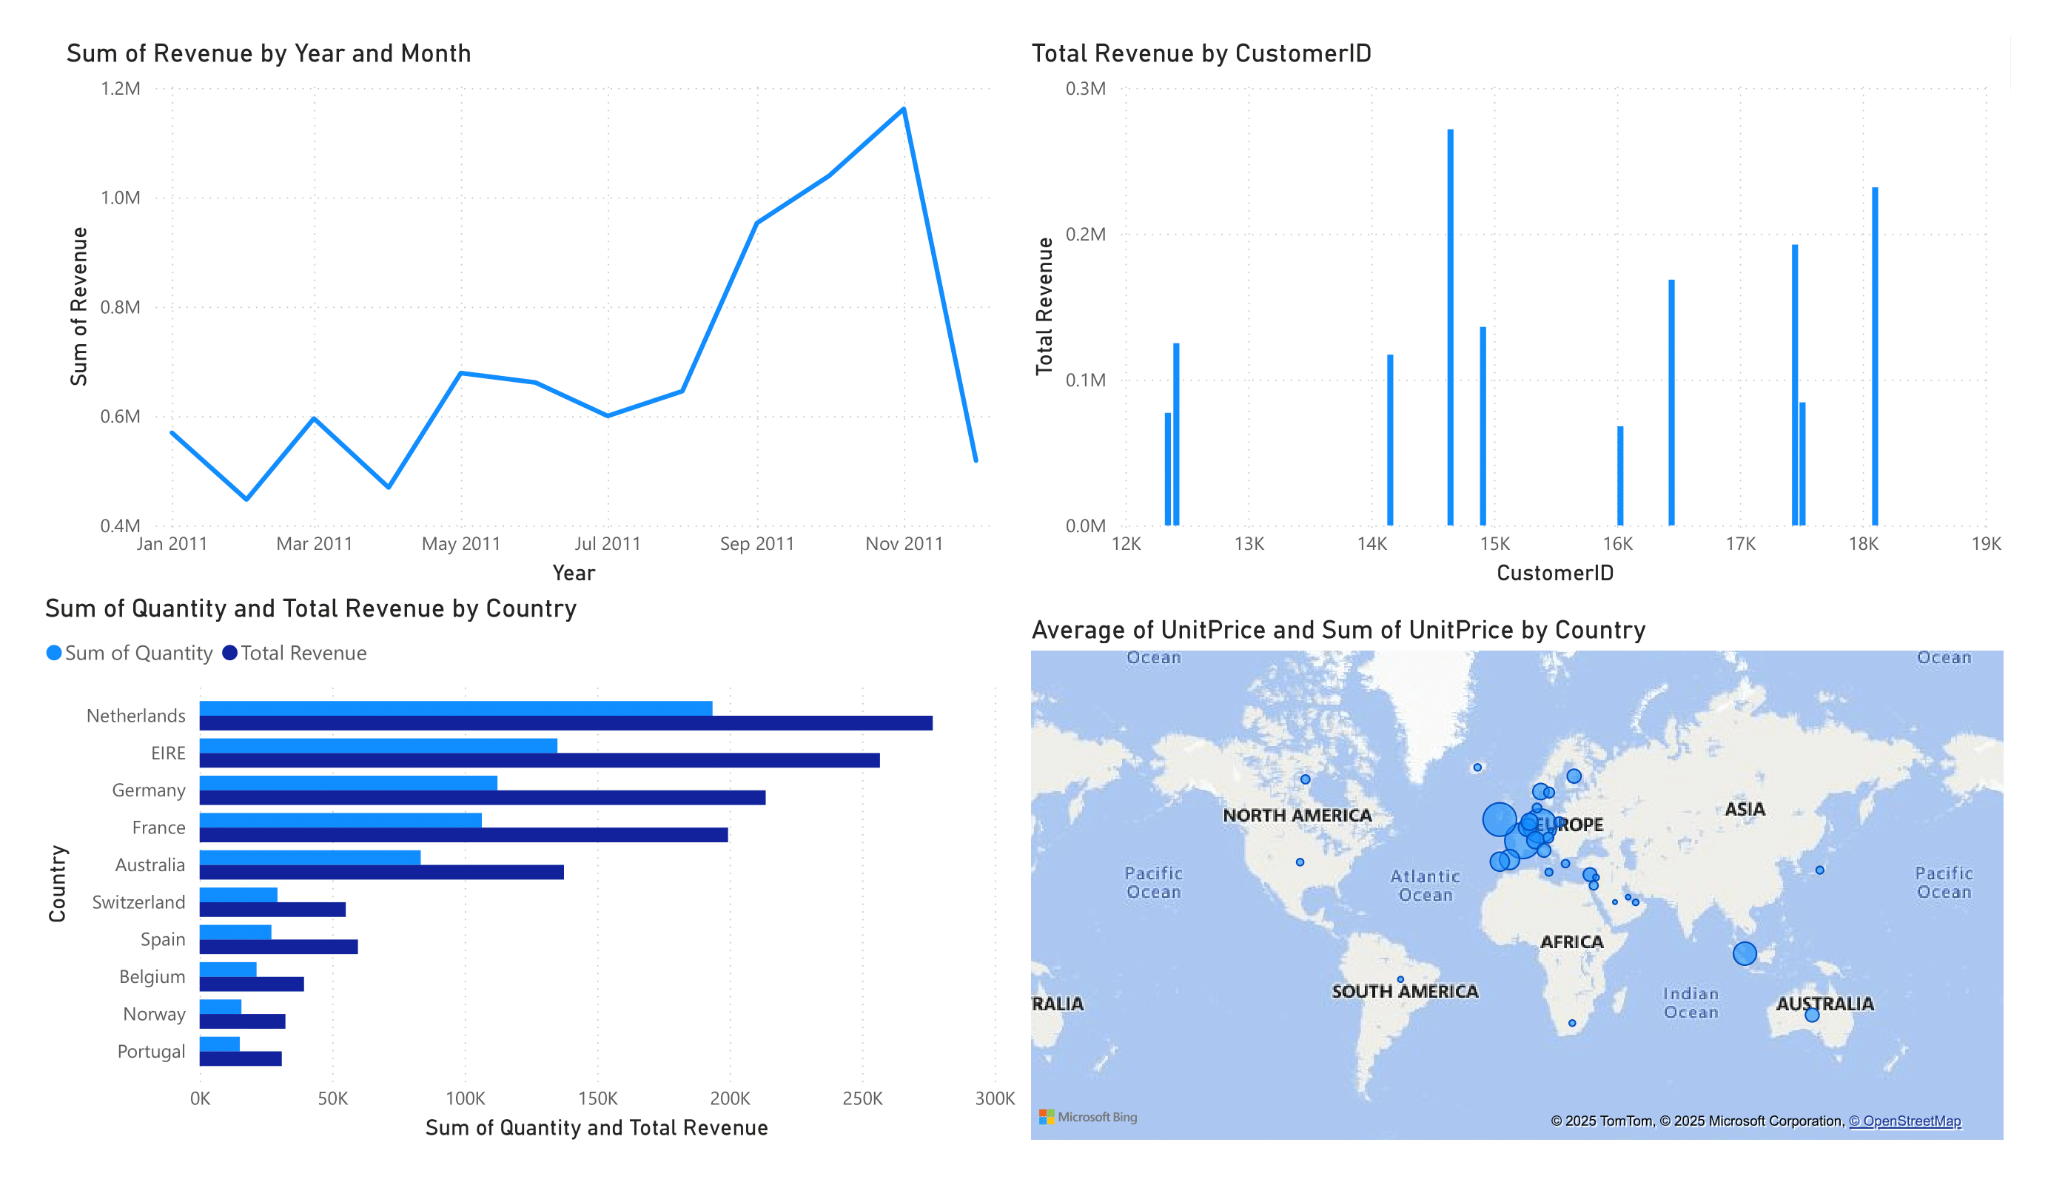 Sum of Revenue by Year and Month
1.2M
1.0M
0.8M
0.6M
0.4M
Sum of Revenue
Jan 2011
Mar 2011
May 2011
Jul 2011
Sep 2011
Nov 2011
Year
Total Revenue by CustomerID
0.3M
0.2M
0.1M
0.0M
Total Revenue
12K
13K
14K
15K
16K
17K
18K
19K
CustomerID
Sum of Quantity and Total Revenue by Country
Sum of Quantity
Total Revenue
Country
Netherlands
EIRE
Germany
France
Australia
Switzerland
Spain
Belgium
Norway
Portugal
0K
50K
100K
150K
200K
250K
300K
Sum of Quantity and Total Revenue
Average of UnitPrice and Sum of UnitPrice by Country
Ocean
Ocean
NORTH AMERICA
EUROPE
ASIA
Pacific
Ocean
Atlantic
Ocean
Pacific
Ocean
AFRICA
SOUTH AMERICA
Indian
Ocean
RALIA
AUSTRALIA
Microsoft Bing
© 2025 TomTom, © 2025 Microsoft Corporation, © OpenStreetMap